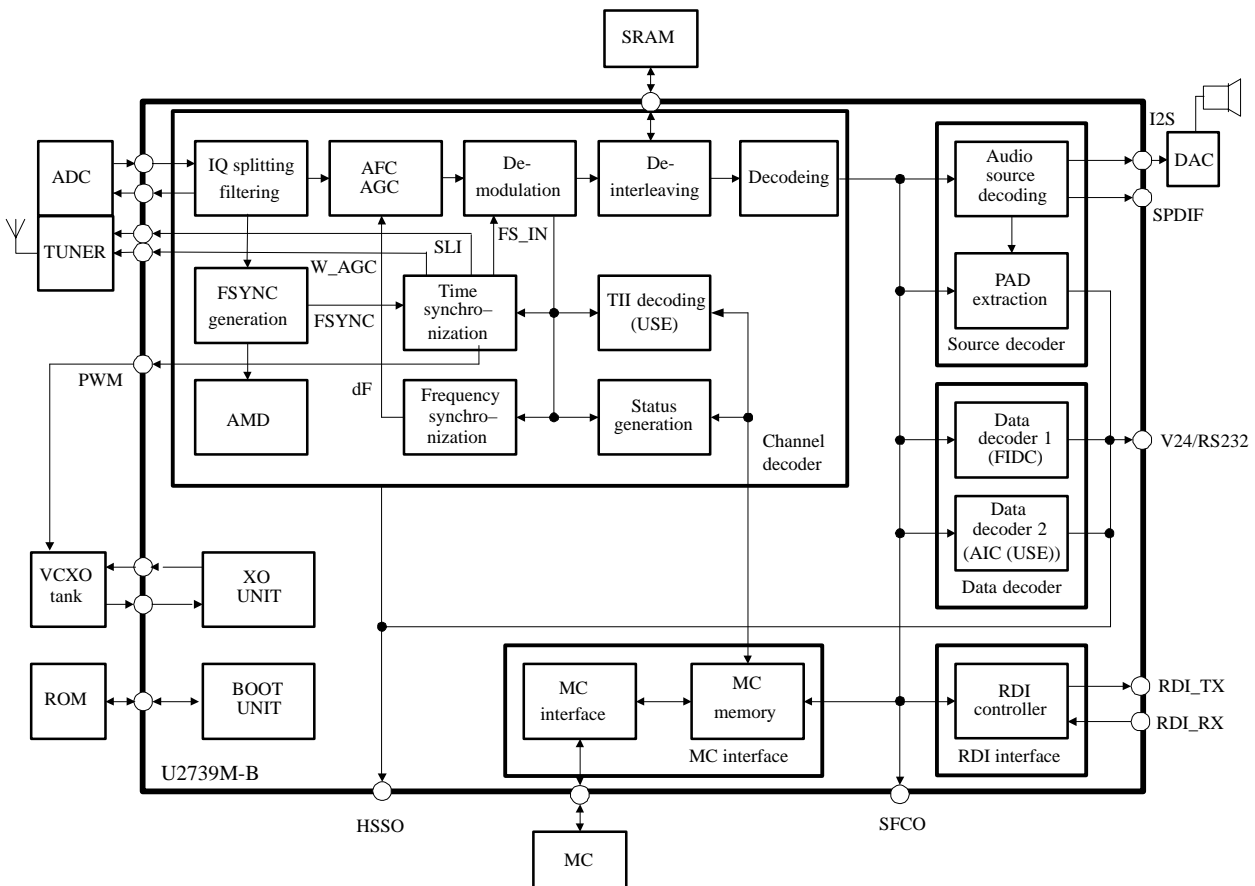 SRAM
I2S
ADC
IQ splitting
filtering
AFC
AGC
De-
modulation
De-
interleaving
Decodeing
Audio
source
decoding
DAC
SPDIF
TUNER
SLI
FS_IN
W_AGC
FSYNC
generation
FSYNC
Time
synchro–
nization
TII decoding
(USE)
PAD
extraction
Source decoder
PWM
dF
AMD
Frequency
synchro–
nization
Status
generation
Channel
decoder
Data
decoder 1
(FIDC)
V24/RS232
Data
decoder 2
(AIC (USE))
Data decoder
VCXO
tank
XO
UNIT
ROM
BOOT
UNIT
MC
interface
MC
memory
MC interface
RDI
controller
RDI interface
RDI_TX
RDI_RX
U2739M-B
HSSO
SFCO
MC